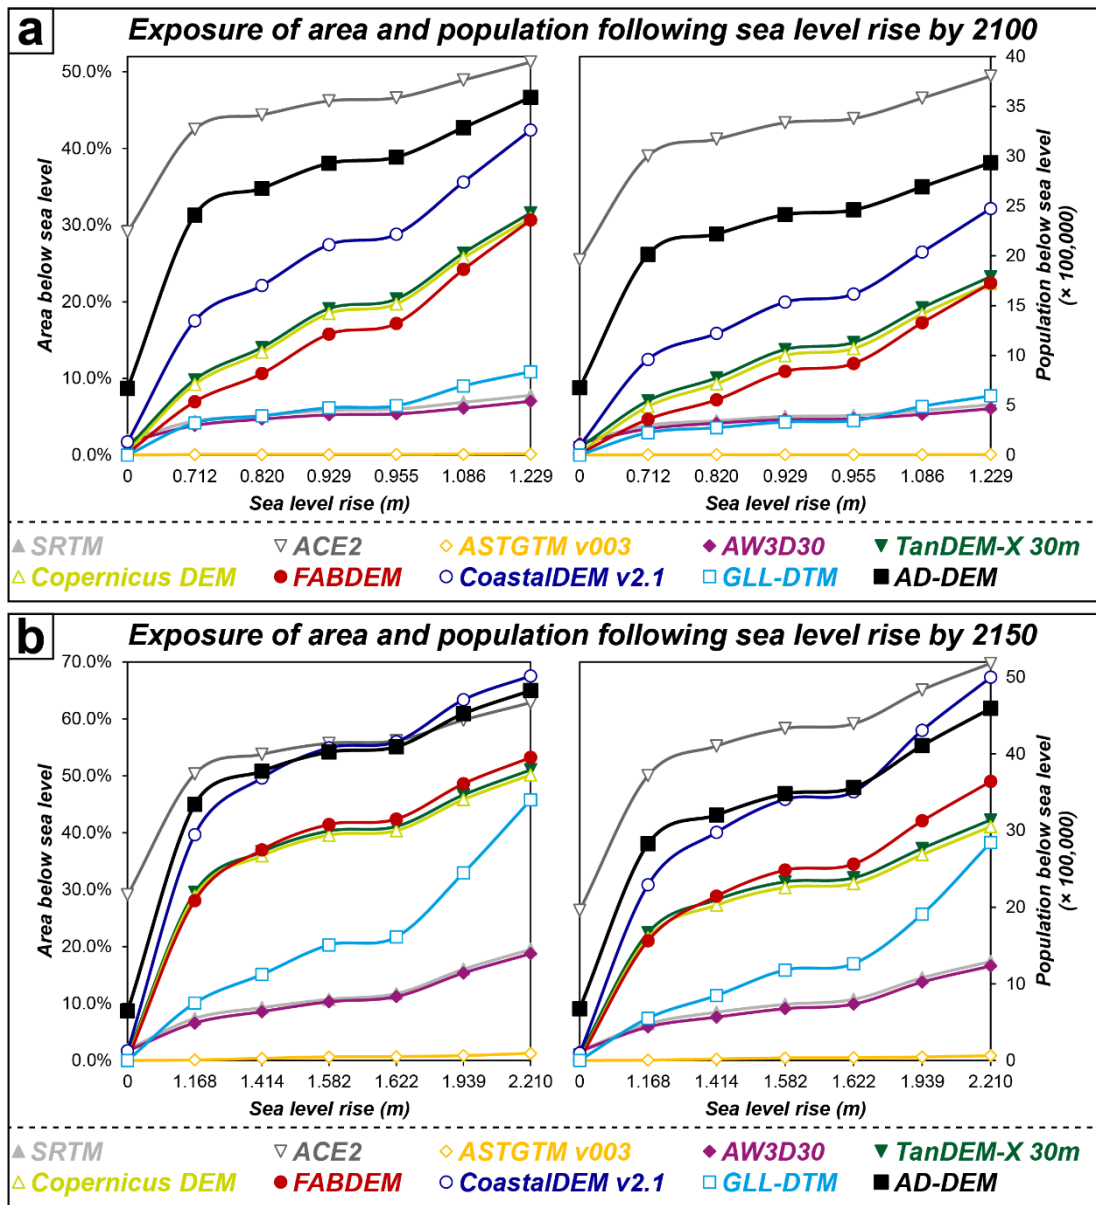 a
Exposure of area and population following sea level rise by 2100
50.0%
40.0%
30.0%
20.0%
10.0%
0.0%
Area below sea level
0 0.712 0.820 0.929 0.955 1.086 1.229
Sea level rise (m)
40
35
30
25
20
15
10
5
0
Population below sea level
(× 100,000)
0 0.712 0.820 0.929 0.955 1.086 1.229
Sea level rise (m)
SRTM ACE2 ASTGTM v003 AW3D30 TanDEM-X 30m
Copernicus DEM FABDEM CoastalDEM v2.1 GLL-DTM AD-DEM
b
Exposure of area and population following sea level rise by 2150
70.0%
60.0%
50.0%
40.0%
30.0%
20.0%
10.0%
0.0%
Area below sea level
0 1.168 1.414 1.582 1.622 1.939 2.210
Sea level rise (m)
50
40
30
20
10
0
Population below sea level
(× 100,000)
0 1.168 1.414 1.582 1.622 1.939 2.210
Sea level rise (m)
SRTM ACE2 ASTGTM v003 AW3D30 TanDEM-X 30m
Copernicus DEM FABDEM CoastalDEM v2.1 GLL-DTM AD-DEM